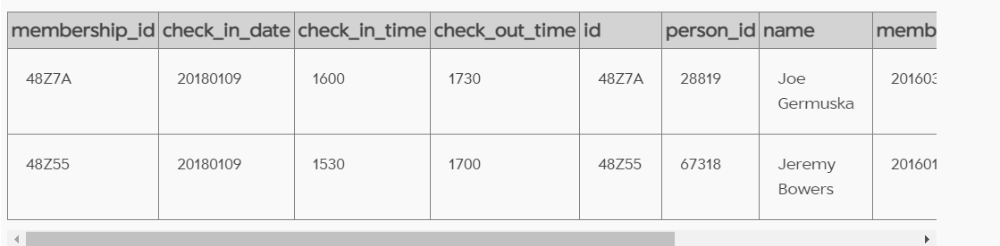 membership_id check_in_date check_in_time check_out_time id person_id name memb
48Z7A 20180109 1600 1730 48Z7A 28819 Joe 201603
Germuska
48Z55 20180109 1530 1700 48Z55 67318 Jeremy 201601
Bowers